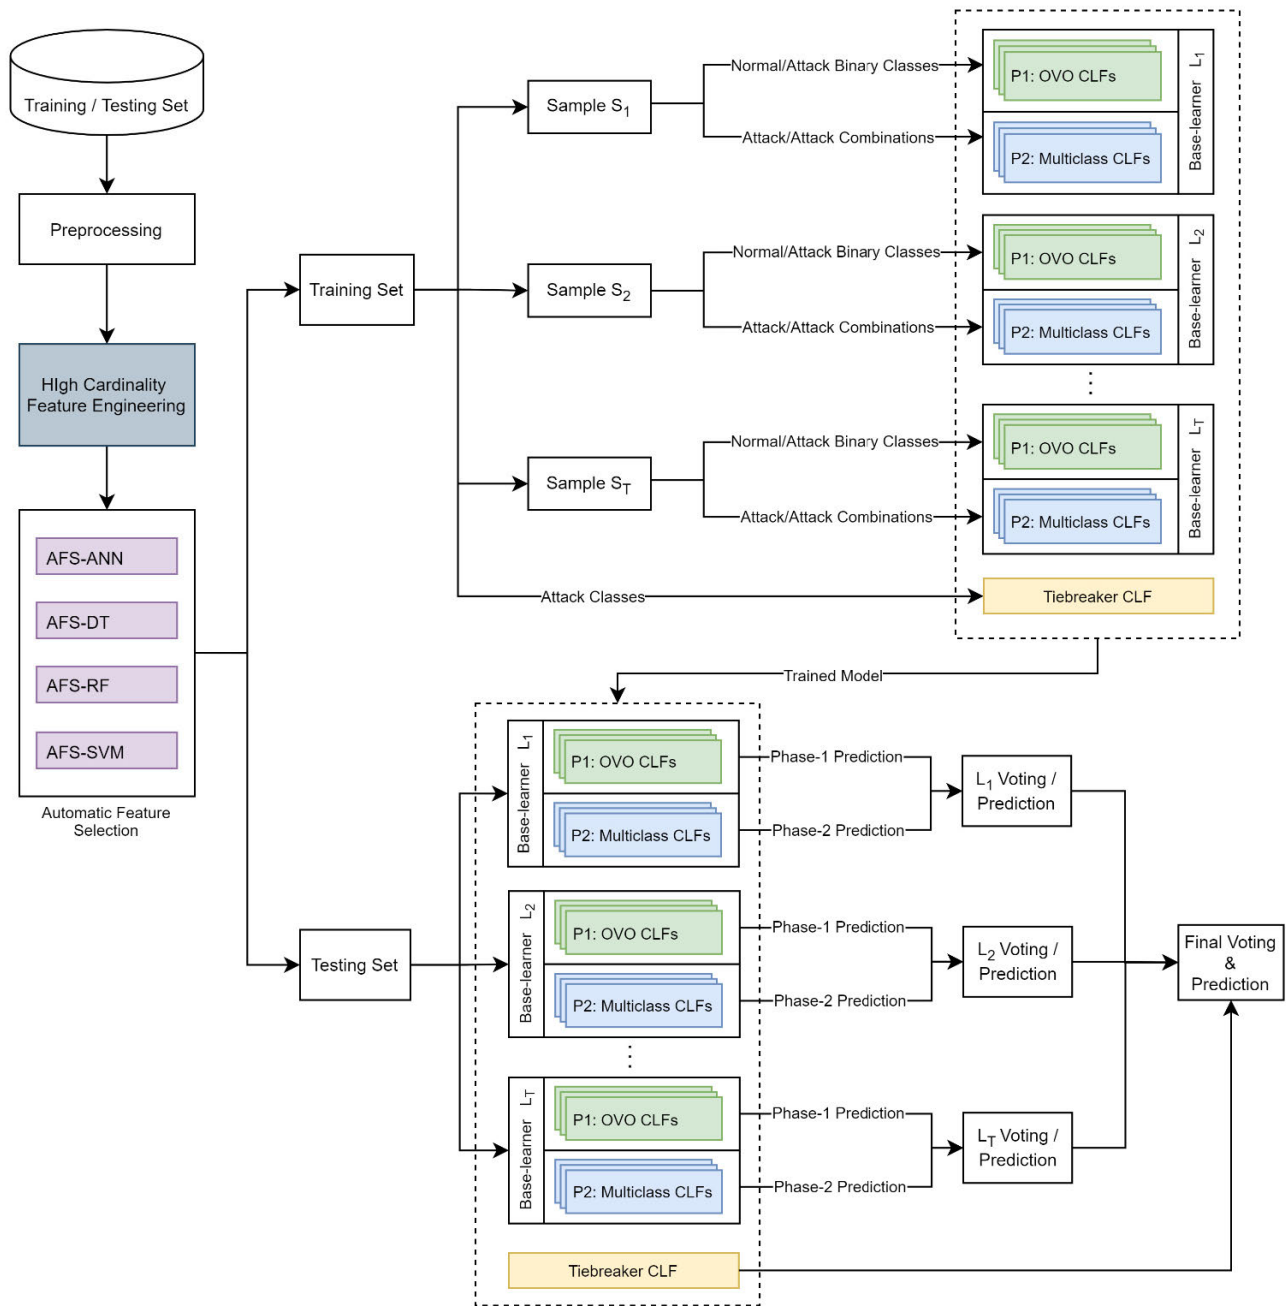 Training / Testing Set
Preprocessing
HIgh Cardinality
Feature Engineering
AFS-ANN
AFS-DT
AFS-RF
AFS-SVM
Automatic Feature
Selection
Training Set
Sample S1
Normal/Attack Binary Classes
Attack/Attack Combinations
P1: OVO CLFs
P2: Multiclass CLFs
Base-learner L1
Sample S2
Normal/Attack Binary Classes
Attack/Attack Combinations
P1: OVO CLFs
P2: Multiclass CLFs
Base-learner L2
Sample ST
Normal/Attack Binary Classes
Attack/Attack Combinations
P1: OVO CLFs
P2: Multiclass CLFs
Base-learner LT
Attack Classes
Tiebreaker CLF
Trained Model
Testing Set
Base-learner L1
P1: OVO CLFs
P2: Multiclass CLFs
Phase-1 Prediction
Phase-2 Prediction
L1 Voting /
Prediction
Base-learner L2
P1: OVO CLFs
P2: Multiclass CLFs
Phase-1 Prediction
Phase-2 Prediction
L2 Voting /
Prediction
Base-learner LT
P1: OVO CLFs
P2: Multiclass CLFs
Phase-1 Prediction
Phase-2 Prediction
LT Voting /
Prediction
Final Voting
&
Prediction
Tiebreaker CLF